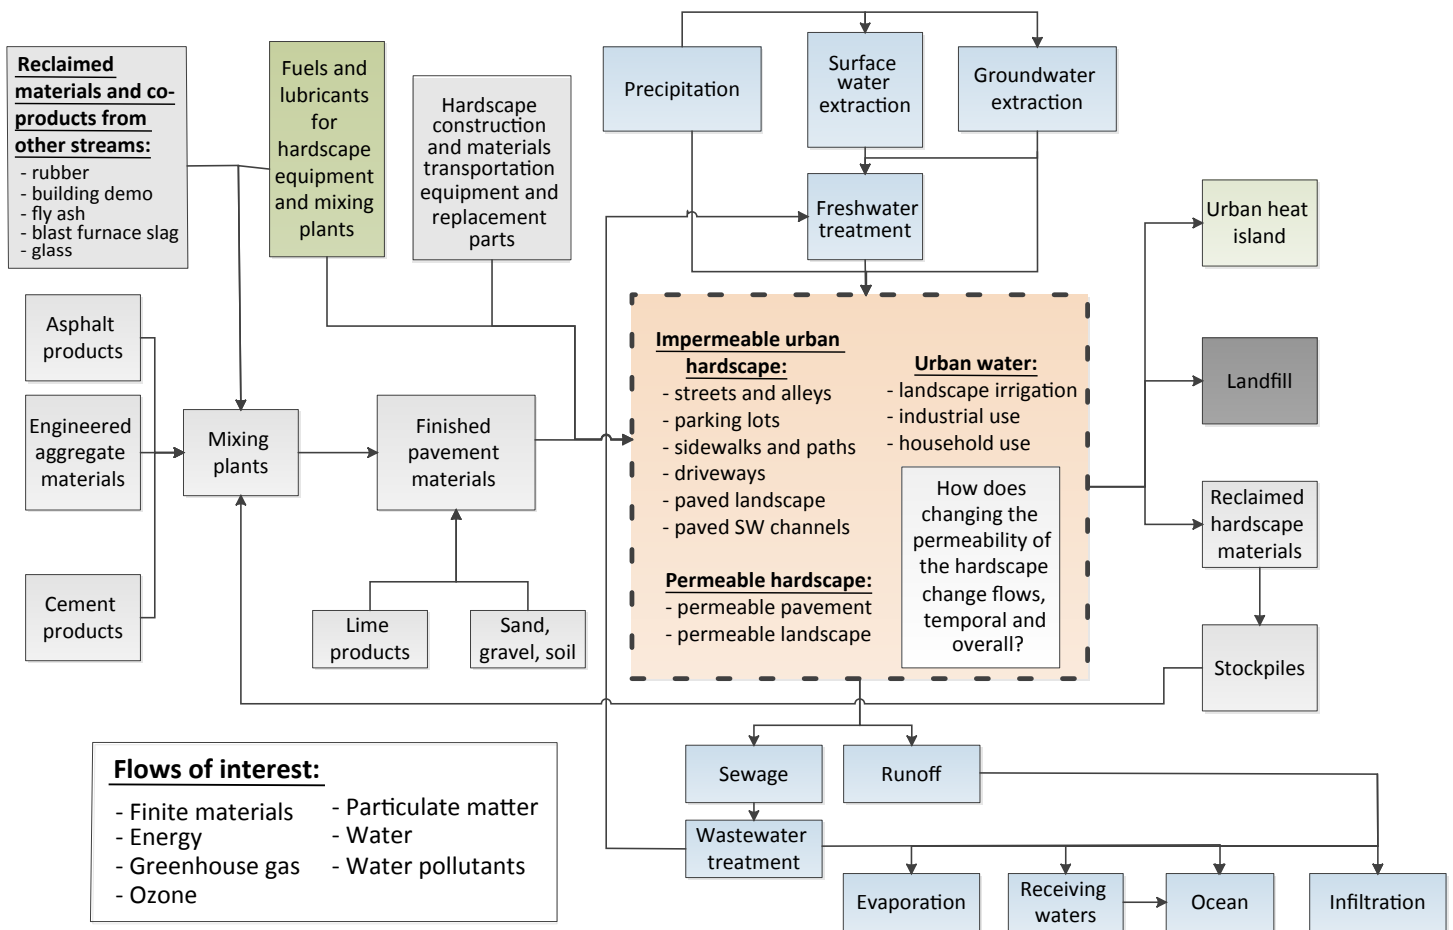 Reclaimed
materials and co-
products from
other streams:
- rubber
- building demo
- fly ash
- blast furnace slag
- glass
Fuels and
lubricants
for
hardscape
equipment
and mixing
plants
Hardscape
construction
and materials
transportation
equipment and
replacement
parts
Precipitation
Surface
water
extraction
Groundwater
extraction
Freshwater
treatment
Urban heat
island
Asphalt
products
Engineered
aggregate
materials
Cement
products
Mixing
plants
Finished
pavement
materials
Lime
products
Sand,
gravel, soil
Impermeable urban
hardscape:
- streets and alleys
- parking lots
- sidewalks and paths
- driveways
- paved landscape
- paved SW channels
Permeable hardscape:
- permeable pavement
- permeable landscape
Urban water:
- landscape irrigation
- industrial use
- household use
How does
changing the
permeability of
the hardscape
change flows,
temporal and
overall?
Landfill
Reclaimed
hardscape
materials
Stockpiles
Flows of interest:
- Finite materials
- Energy
- Greenhouse gas
- Ozone
- Particulate matter
- Water
- Water pollutants
Sewage
Runoff
Wastewater
treatment
Evaporation
Receiving
waters
Ocean
Infiltration